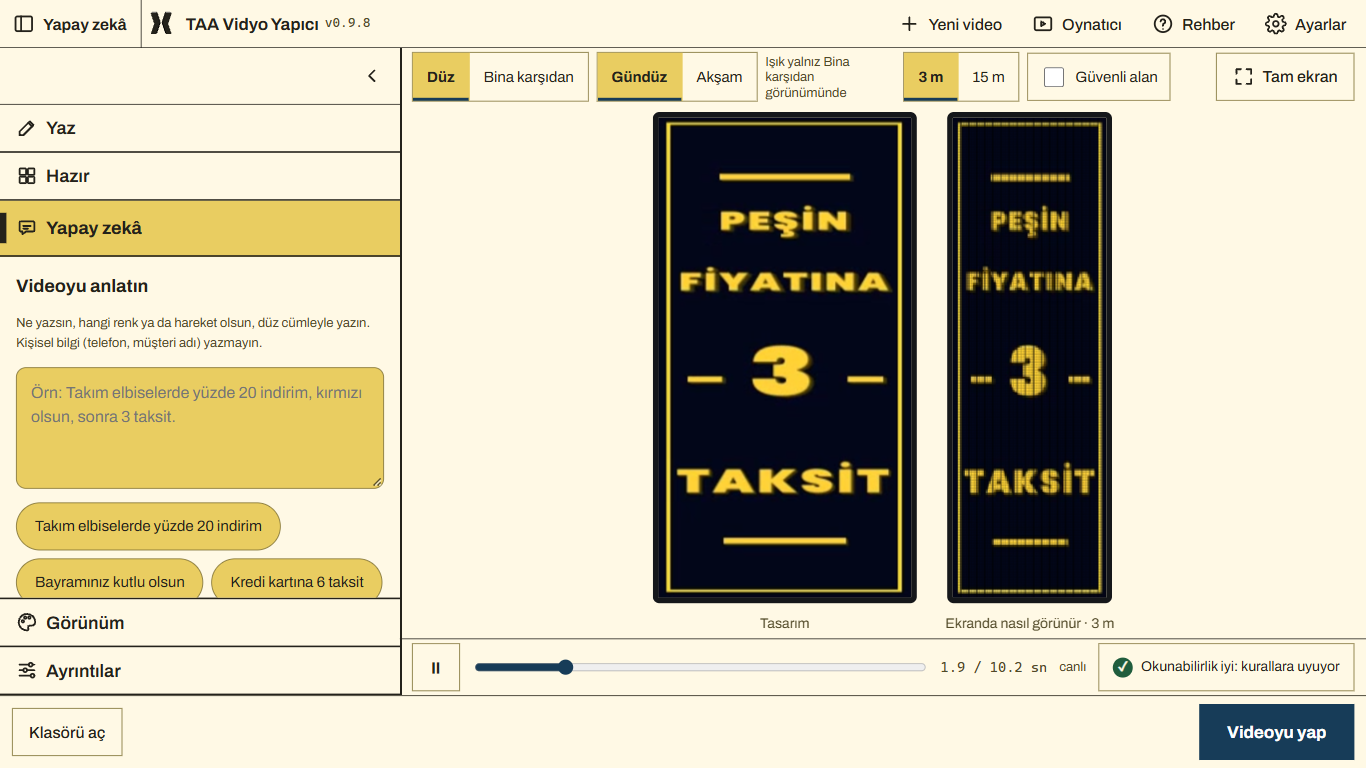 Yapay zekâ
TAA Vidyo Yapıcı v0.9.8
Yeni video
Oynatıcı
Rehber
Ayarlar
Düz
Bina karşıdan
Gündüz
Akşam
Işık yalnız Bina
karşıdan
görünümünde
3 m
15 m
Güvenli alan
Tam ekran
Yaz
Hazır
Yapay zekâ
Videoyu anlatın
Ne yazsın, hangi renk ya da hareket olsun, düz cümleyle yazın.
Kişisel bilgi (telefon, müşteri adı) yazmayın.
Örn: Takım elbiselerde yüzde 20 indirim, kırmızı
olsun, sonra 3 taksit.
Takım elbiselerde yüzde 20 indirim
Bayramınız kutlu olsun
Kredi kartına 6 taksit
Görünüm
Ayrıntılar
PEŞİN
FİYATINA
3
TAKSİT
Tasarım
PEŞİN
FİYATINA
3
TAKSİT
Ekranda nasıl görünür · 3 m
1.9 / 10.2 sn
canlı
Okunabilirlik iyi: kurallara uyuyor
Klasörü aç
Videoyu yap